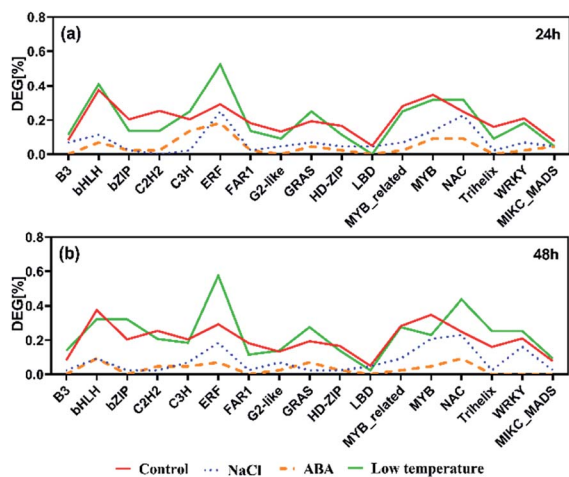 (a)
24h
DEG[%]
0.8
0.6
0.4
0.2
0.0
B3
bHLH
bZIP
C2H2
C3H
ERF
FAR1
G2-like
GRAS
HD-ZIP
LBD
MYB_related
MYB
NAC
Trihelix
WRKY
MIKC_MADS
(b)
48h
DEG[%]
0.8
0.6
0.4
0.2
0.0
B3
bHLH
bZIP
C2H2
C3H
ERF
FAR1
G2-like
GRAS
HD-ZIP
LBD
MYB_related
MYB
NAC
Trihelix
WRKY
MIKC_MADS
Control NaCl ABA Low temperature